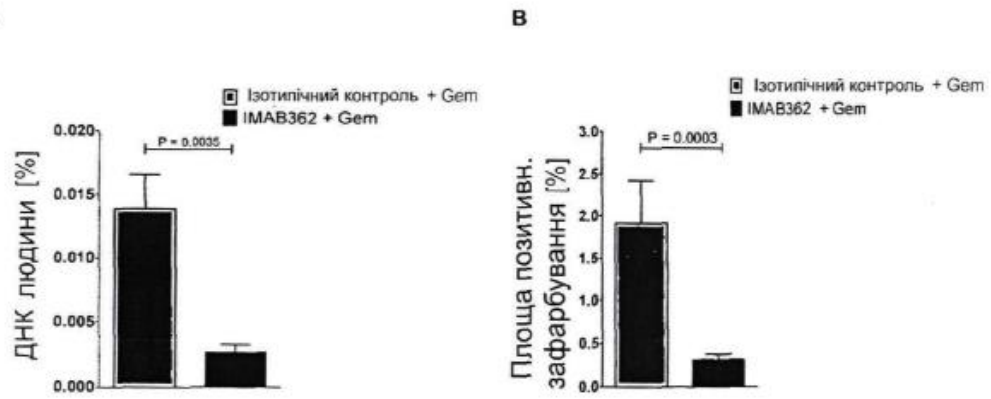 B
Ізотипічний контроль + Gem
IMAB362 + Gem
P = 0.0035
0.020
0.015
0.010
0.005
0.000
ДНК людини [%]
Ізотипічний контроль + Gem
IMAB362 + Gem
P = 0.0003
3.0
2.5
2.0
1.5
1.0
0.5
0.0
Площа позитивн.
зафарбування [%]